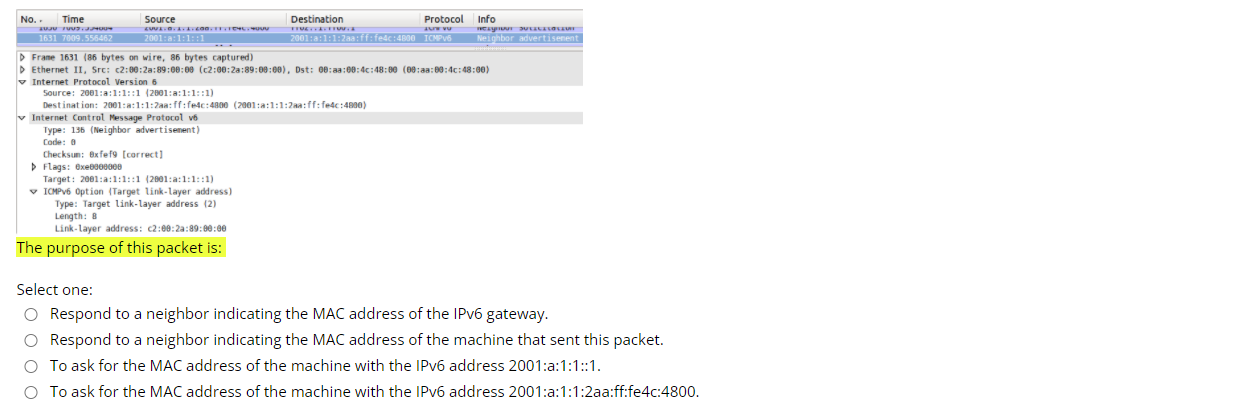 No. . Time Source Destination Protocol Info
1631 7009.556462 2001:a:1:1::1 2001:a:1:1:2aa:ff:fe4c:4800 ICMPv6 Neighbor advertisement
Frame 1631 (86 bytes on wire, 86 bytes captured)
Ethernet II, Src: c2:00:2a:89:00:00 (c2:00:2a:89:00:00), Dst: 00:aa:00:4c:48:00 (00:aa:00:4c:48:00)
Internet Protocol Version 6
Source: 2001:a:1:1::1 (2001:a:1:1::1)
Destination: 2001:a:1:1:2aa:ff:fe4c:4800 (2001:a:1:1:2aa:ff:fe4c:4800)
Internet Control Message Protocol v6
Type: 136 (Neighbor advertisement)
Code: 0
Checksum: 0xfef9 [correct]
Flags: 0xe0000000
Target: 2001:a:1:1::1 (2001:a:1:1::1)
ICMPv6 Option (Target link-layer address)
Type: Target link-layer address (2)
Length: 8
Link-layer address: c2:00:2a:89:00:00
The purpose of this packet is:
Select one:
Respond to a neighbor indicating the MAC address of the IPv6 gateway.
Respond to a neighbor indicating the MAC address of the machine that sent this packet.
To ask for the MAC address of the machine with the IPv6 address 2001:a:1:1::1.
To ask for the MAC address of the machine with the IPv6 address 2001:a:1:1:2aa:ff:fe4c:4800.